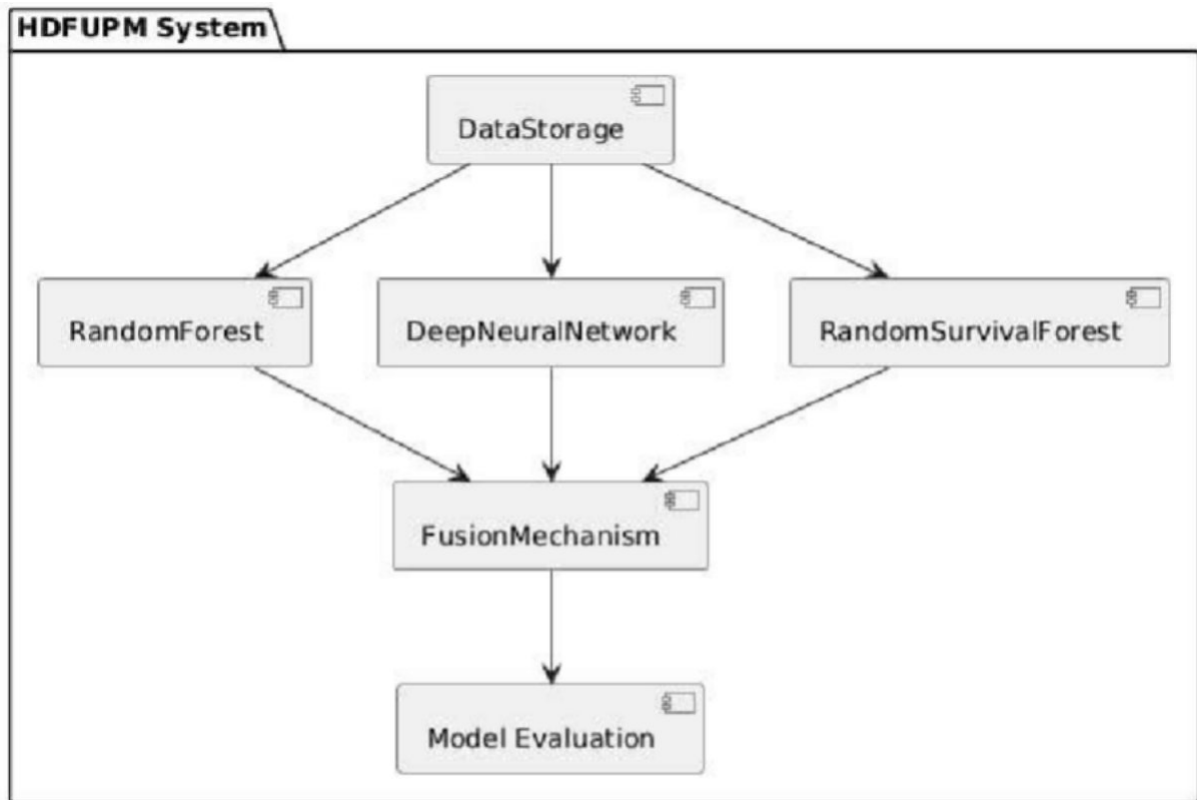 HDFUPM System
DataStorage
RandomForest
DeepNeuralNetwork
RandomSurvivalForest
FusionMechanism
Model Evaluation